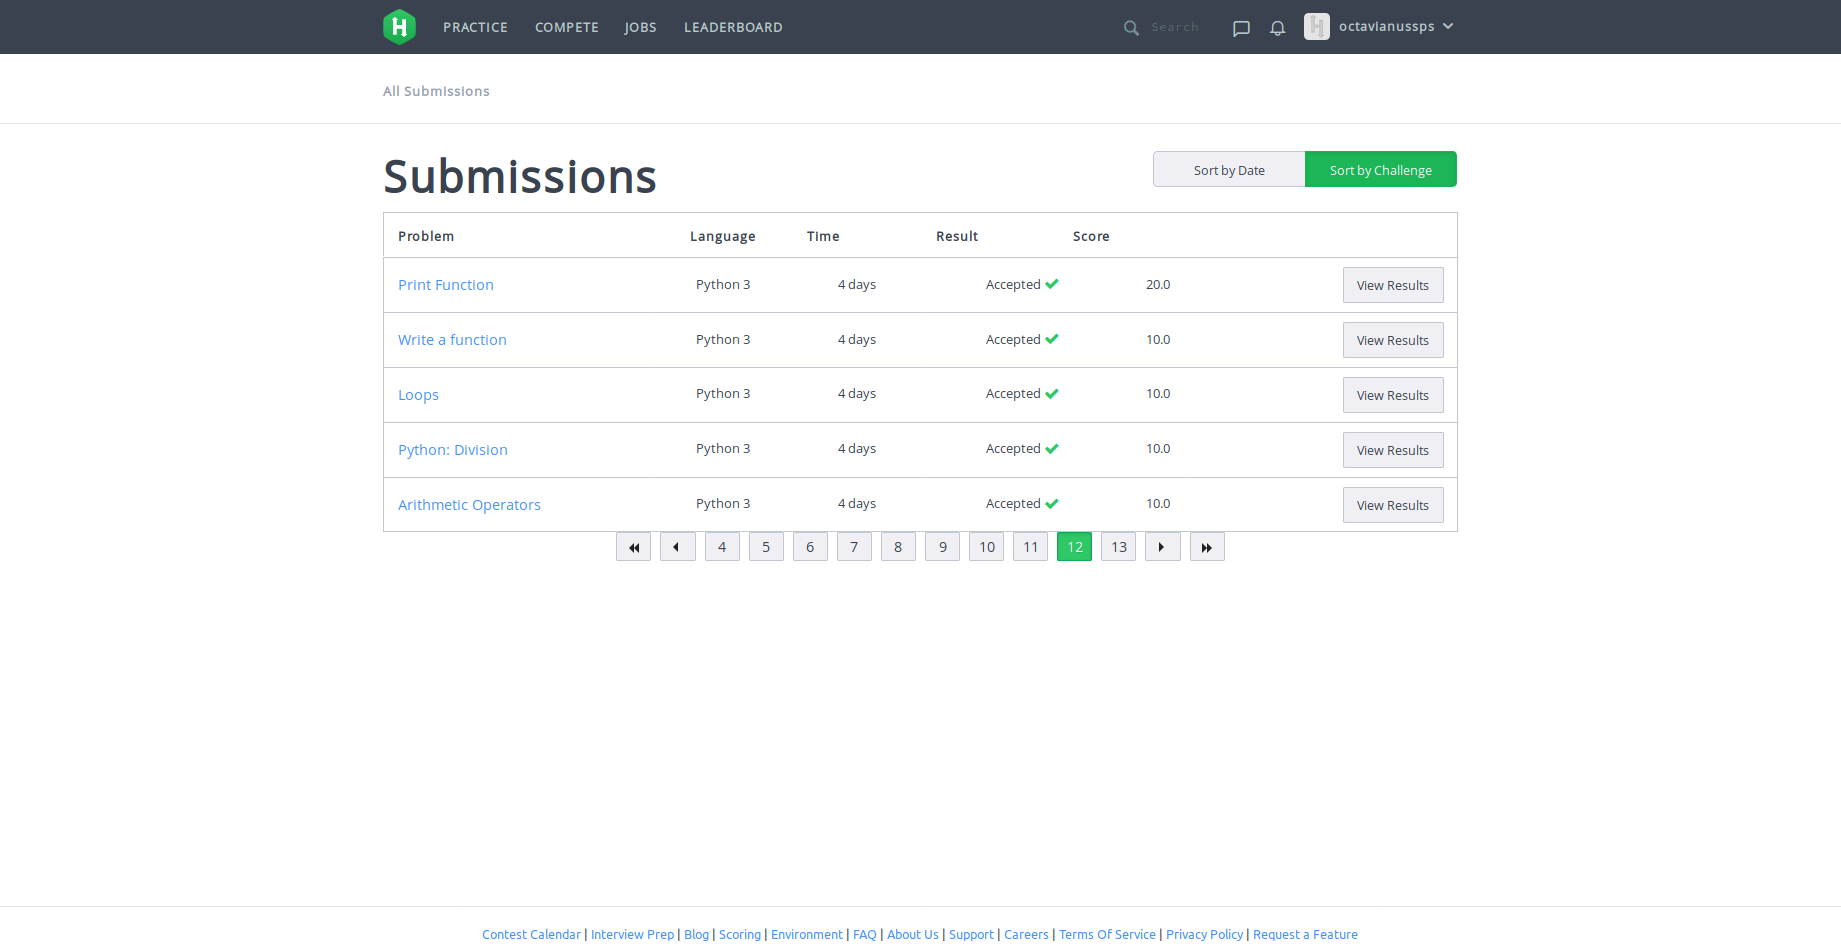 H PRACTICE COMPETE JOBS LEADERBOARD Search octavianussps
All Submissions
Submissions
Sort by Date Sort by Challenge
Problem Language Time Result Score
Print Function Python 3 4 days Accepted 20.0 View Results
Write a function Python 3 4 days Accepted 10.0 View Results
Loops Python 3 4 days Accepted 10.0 View Results
Python: Division Python 3 4 days Accepted 10.0 View Results
Arithmetic Operators Python 3 4 days Accepted 10.0 View Results
4 5 6 7 8 9 10 11 12 13
Contest Calendar | Interview Prep | Blog | Scoring | Environment | FAQ | About Us | Support | Careers | Terms Of Service | Privacy Policy | Request a Feature